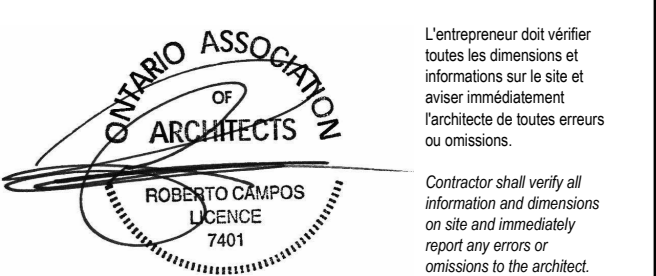 ONTARIO ASSOCIATION
OF
ARCHITECTS
ROBERTO CAMPOS
LICENCE
7401
L'entrepreneur doit vérifier
toutes les dimensions et
informations sur le site et
aviser immédiatement
l'architecte de toutes erreurs
ou omissions.
Contractor shall verify all
information and dimensions
on site and immediately
report any errors or
omissions to the architect.